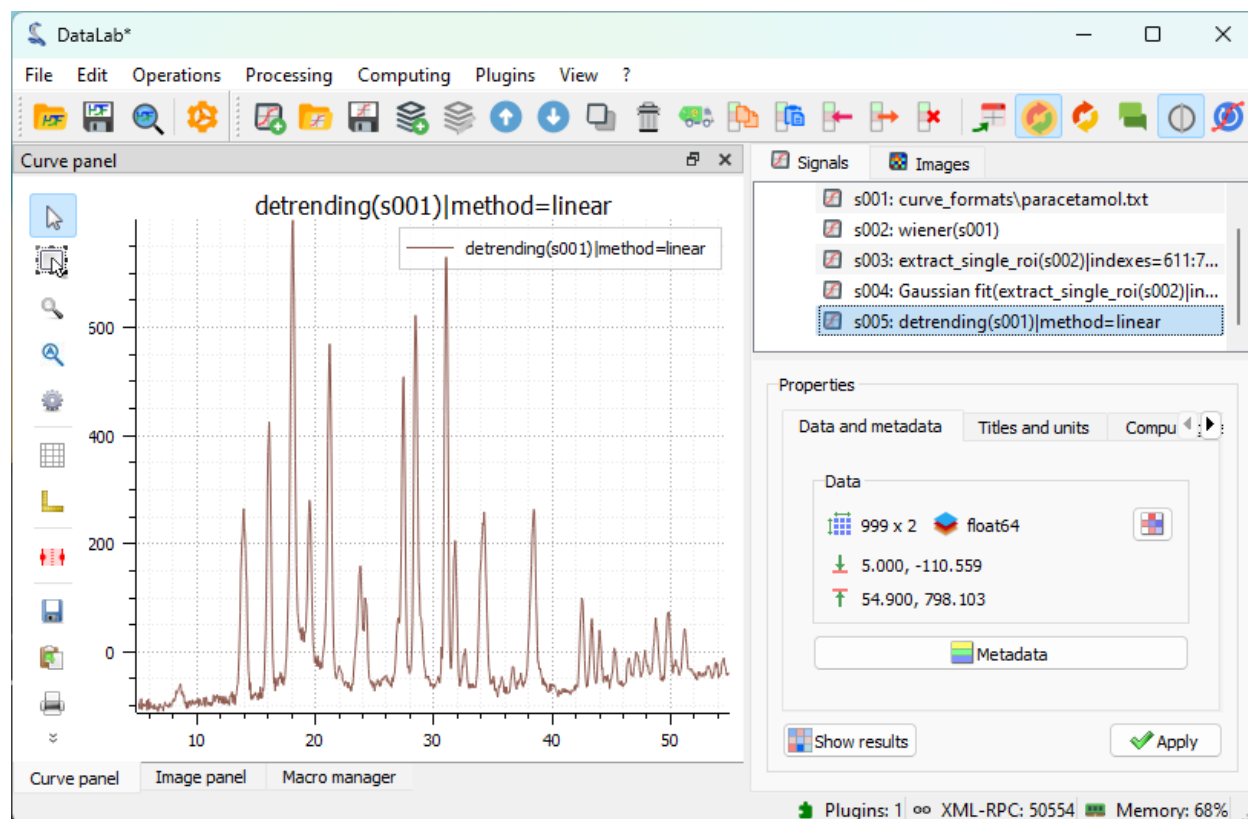 DataLab*
File Edit Operations Processing Computing Plugins View ?
Curve panel
detrending(s001)|method=linear
detrending(s001)|method=linear
500
400
200
0
10 20 30 40 50
Curve panel Image panel Macro manager
Signals Images
s001: curve_formats\paracetamol.txt
s002: wiener(s001)
s003: extract_single_roi(s002)|indexes=611:7...
s004: Gaussian fit(extract_single_roi(s002)|in...
s005: detrending(s001)|method=linear
Properties
Data and metadata Titles and units Compu
Data
999 x 2 float64
5.000, -110.559
54.900, 798.103
Metadata
Show results Apply
Plugins: 1 XML-RPC: 50554 Memory: 68%